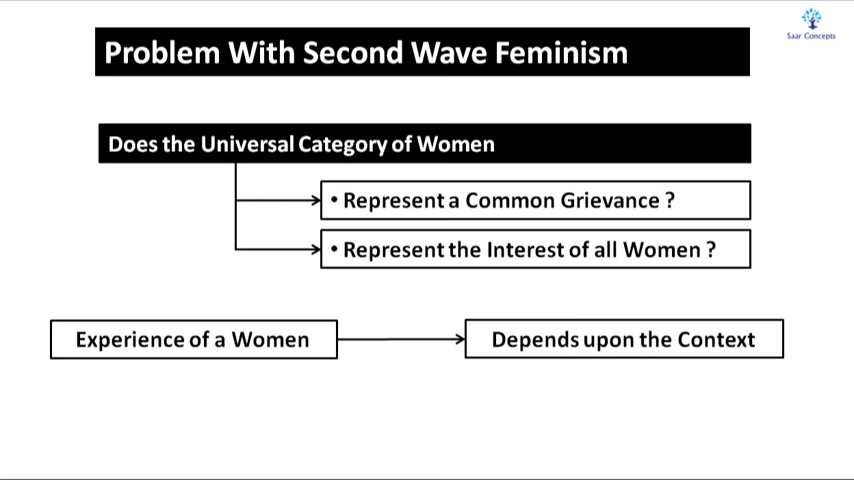 Saar Concepts
Problem With Second Wave Feminism
Does the Universal Category of Women
• Represent a Common Grievance ?
• Represent the Interest of all Women ?
Experience of a Women
Depends upon the Context